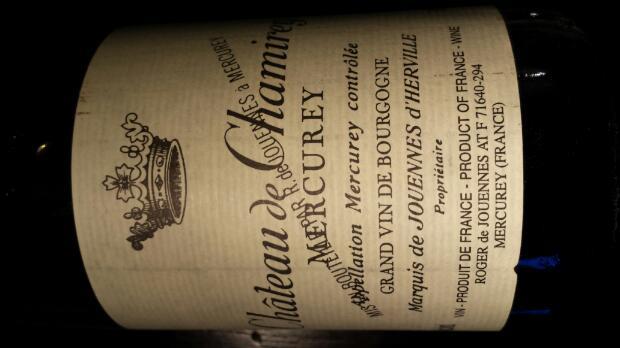 Château de Chamirey
MIS EN BOUTEILLE PAR R. de JOUENNES à MERCUREY
MERCUREY
Appellation Mercurey contrôlée
GRAND VIN DE BOURGOGNE
Marquis de JOUENNES d'HERVILLE
Propriétaire
VIN - PRODUIT DE FRANCE - PRODUCT OF FRANCE - WINE
ROGER de JOUENNES AT F 71640-294
MERCUREY (FRANCE)